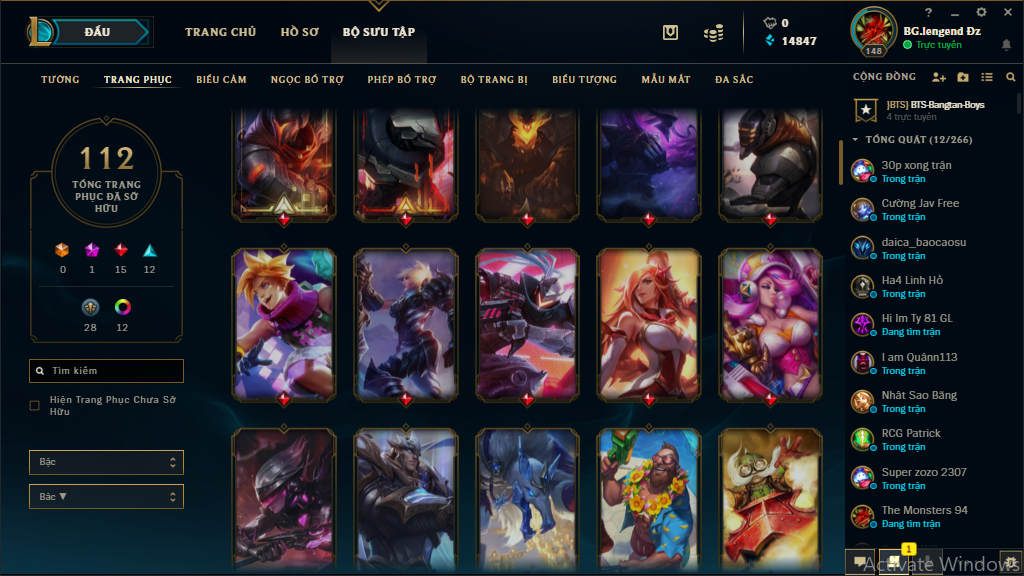 ĐẤU
TRANG CHỦ
HỒ SƠ
BỘ SƯU TẬP
0
14847
148
BG.lengend Đz
Trực tuyến
TƯỚNG
TRANG PHỤC
BIỂU CẢM
NGỌC BỔ TRỢ
PHÉP BỔ TRỢ
BỘ TRANG BỊ
BIỂU TƯỢNG
MẪU MẮT
ĐA SẮC
112
TỔNG TRANG
PHỤC ĐÃ SỞ
HỮU
0
1
15
12
28
12
Tìm kiếm
Hiện Trang Phục Chưa Sở
Hữu
Bậc
Bậc ▼
CỘNG ĐỒNG
}BTS} BTS-Bangtan-Boys
4 trực tuyến
TỔNG QUÁT (12/266)
30p xong trận
Trong trận
Cường Jav Free
Trong trận
daica_baocaosu
Trong trận
Ha4 Linh Hồ
Trong trận
Hi Im Ty 81 GL
Đang tìm trận
I am Quânn113
Trong trận
Nhât Sao Băng
Trong trận
RCG Patrick
Trong trận
Super zozo 2307
Trong trận
The Monsters 94
Đang tìm trận
1
Activate Windows